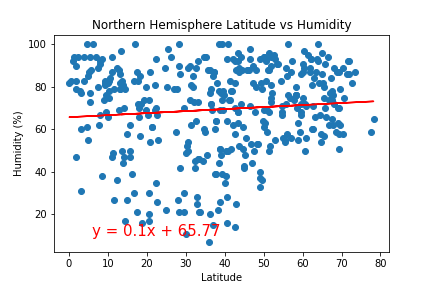 Northern Hemisphere Latitude vs Humidity
100
80
60
40
20
Humidity (%)
y = 0.1x + 65.77
0 10 20 30 40 50 60 70 80
Latitude